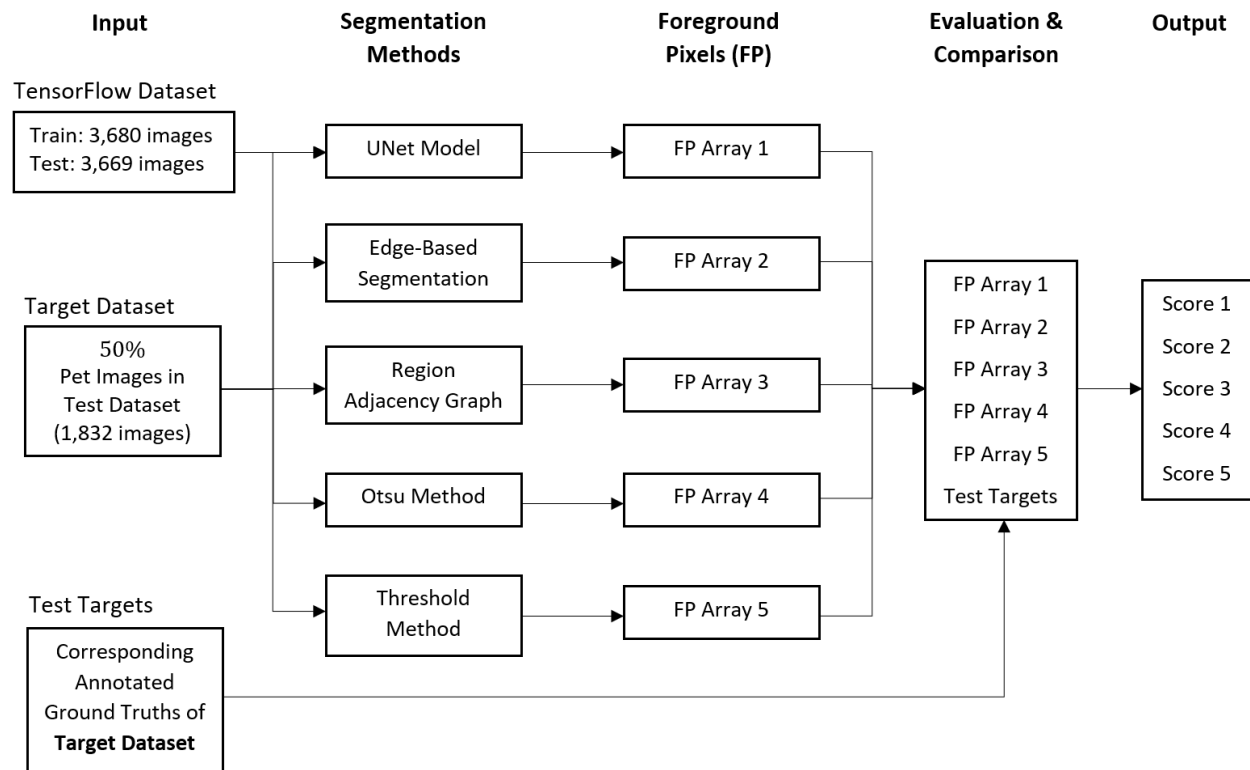 Input
Segmentation
Methods
Foreground
Pixels (FP)
Evaluation &
Comparison
Output
TensorFlow Dataset
Train: 3,680 images
Test: 3,669 images
UNet Model
FP Array 1
Edge-Based
Segmentation
FP Array 2
Target Dataset
50%
Pet Images in
Test Dataset
(1,832 images)
Region
Adjacency Graph
FP Array 3
Otsu Method
FP Array 4
Threshold
Method
FP Array 5
FP Array 1
FP Array 2
FP Array 3
FP Array 4
FP Array 5
Test Targets
Score 1
Score 2
Score 3
Score 4
Score 5
Test Targets
Corresponding
Annotated
Ground Truths of
Target Dataset